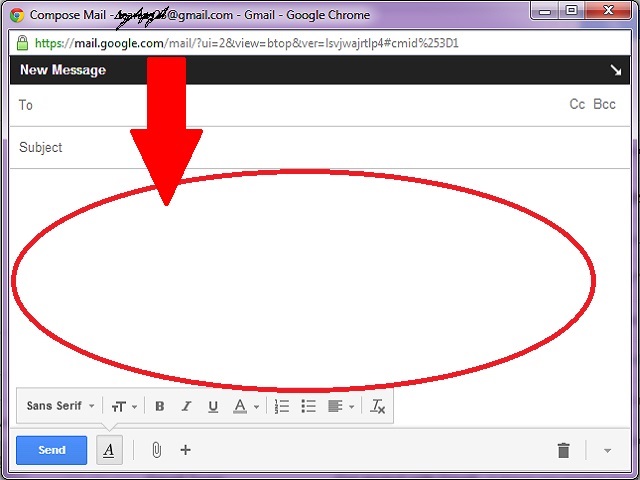 Compose Mail - @gmail.com - Gmail - Google Chrome
https://mail.google.com/mail/?ui=2&view=btop&ver=lsvjwajrtlp4#cmid%253D1
New Message
To Cc Bcc
Subject
Sans Serif B I U A
Send A